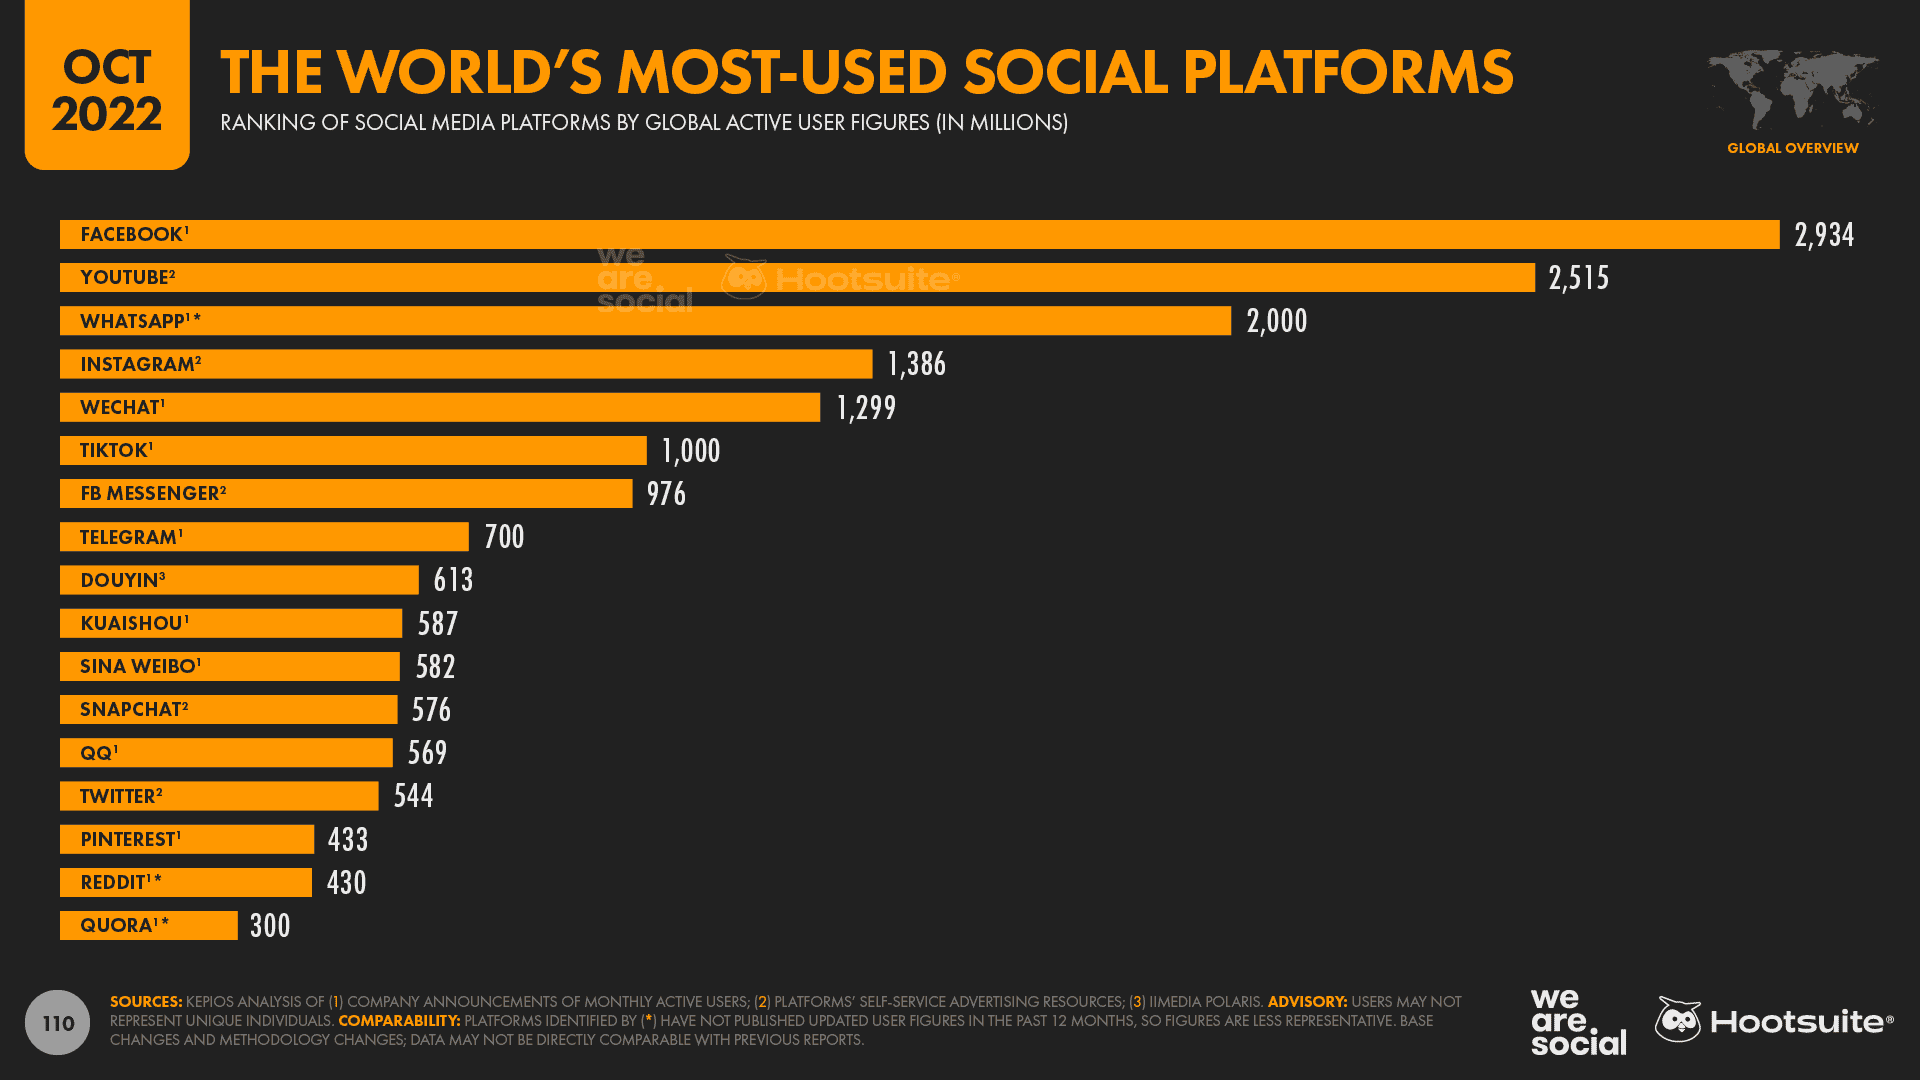 OCT
2022
THE WORLD'S MOST-USED SOCIAL PLATFORMS
RANKING OF SOCIAL MEDIA PLATFORMS BY GLOBAL ACTIVE USER FIGURES (IN MILLIONS)
GLOBAL OVERVIEW
FACEBOOK¹ 2,934
we
are.
social
Hootsuite®
YOUTUBE² 2,515
WHATSAPP¹* 2,000
INSTAGRAM² 1,386
WECHAT¹ 1,299
TIKTOK¹ 1,000
FB MESSENGER² 976
TELEGRAM¹ 700
DOUYIN³ 613
KUAISHOU¹ 587
SINA WEIBO¹ 582
SNAPCHAT² 576
QQ¹ 569
TWITTER² 544
PINTEREST¹ 433
REDDIT¹* 430
QUORA¹* 300
110
SOURCES: KEPIOS ANALYSIS OF (1) COMPANY ANNOUNCEMENTS OF MONTHLY ACTIVE USERS; (2) PLATFORMS' SELF-SERVICE ADVERTISING RESOURCES; (3) IIMEDIA POLARIS. ADVISORY: USERS MAY NOT
REPRESENT UNIQUE INDIVIDUALS. COMPARABILITY: PLATFORMS IDENTIFIED BY (*) HAVE NOT PUBLISHED UPDATED USER FIGURES IN THE PAST 12 MONTHS, SO FIGURES ARE LESS REPRESENTATIVE. BASE
CHANGES AND METHODOLOGY CHANGES; DATA MAY NOT BE DIRECTLY COMPARABLE WITH PREVIOUS REPORTS.
we
are.
social
Hootsuite®